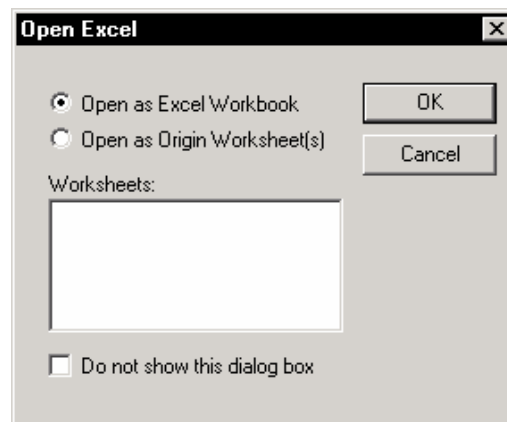 Open Excel
Open as Excel Workbook
OK
Open as Origin Worksheet(s)
Cancel
Worksheets:
Do not show this dialog box